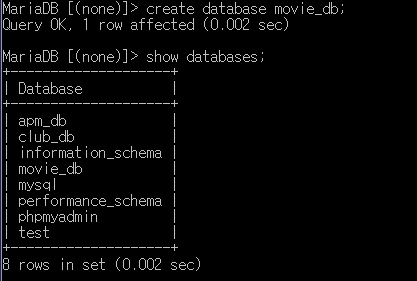 MariaDB [(none)]> create database movie_db;
Query OK, 1 row affected (0.002 sec)

MariaDB [(none)]> show databases;
+--------------------+
| Database           |
+--------------------+
| apm_db             |
| club_db            |
| information_schema |
| movie_db           |
| mysql              |
| performance_schema |
| phpmyadmin         |
| test               |
+--------------------+
8 rows in set (0.002 sec)